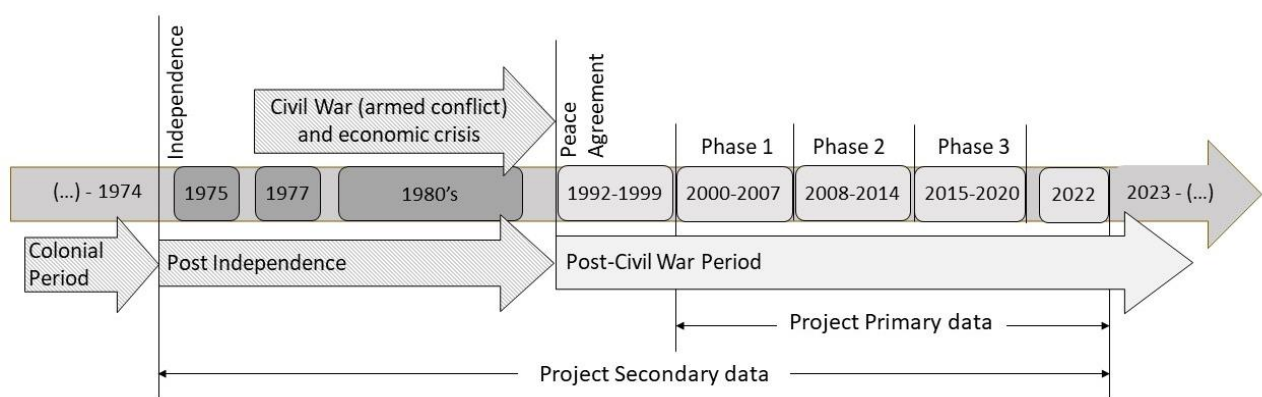 Independence
Civil War (armed conflict)
and economic crisis
Peace
Agreement
Phase 1
Phase 2
Phase 3
(...) - 1974
1975
1977
1980's
1992-1999
2000-2007
2008-2014
2015-2020
2022
2023 - (...)
Colonial
Period
Post Independence
Post-Civil War Period
Project Primary data
Project Secondary data